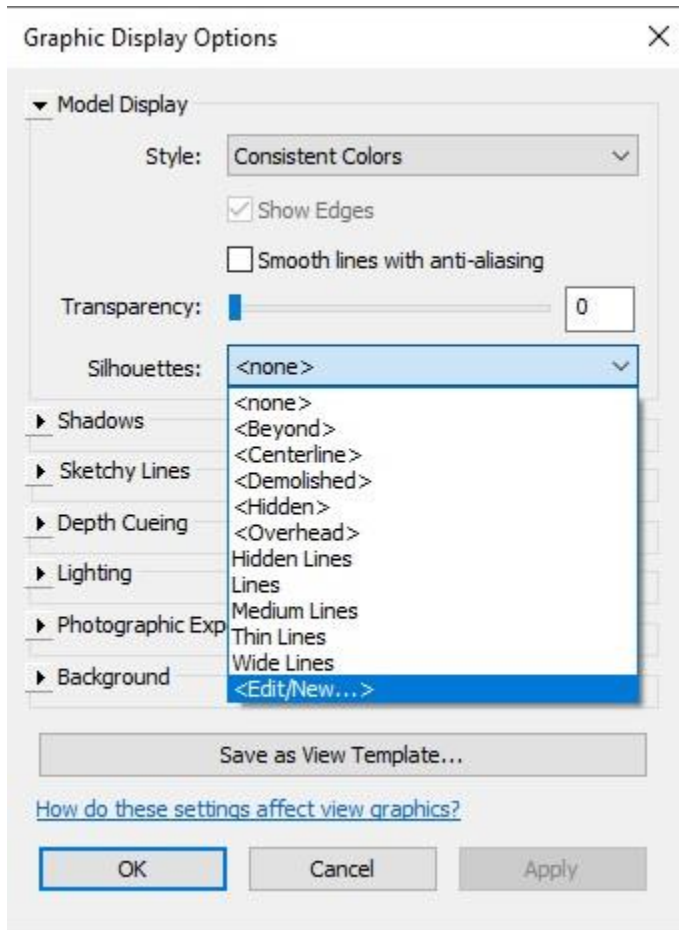 Graphic Display Options
Model Display
Style: Consistent Colors
Show Edges
Smooth lines with anti-aliasing
Transparency: 0
Silhouettes: <none>
<none>
<Beyond>
<Centerline>
<Demolished>
<Hidden>
<Overhead>
Hidden Lines
Lines
Medium Lines
Thin Lines
Wide Lines
<Edit/New...>
Shadows
Sketchy Lines
Depth Cueing
Lighting
Photographic Exp
Background
Save as View Template...
How do these settings affect view graphics?
OK Cancel Apply